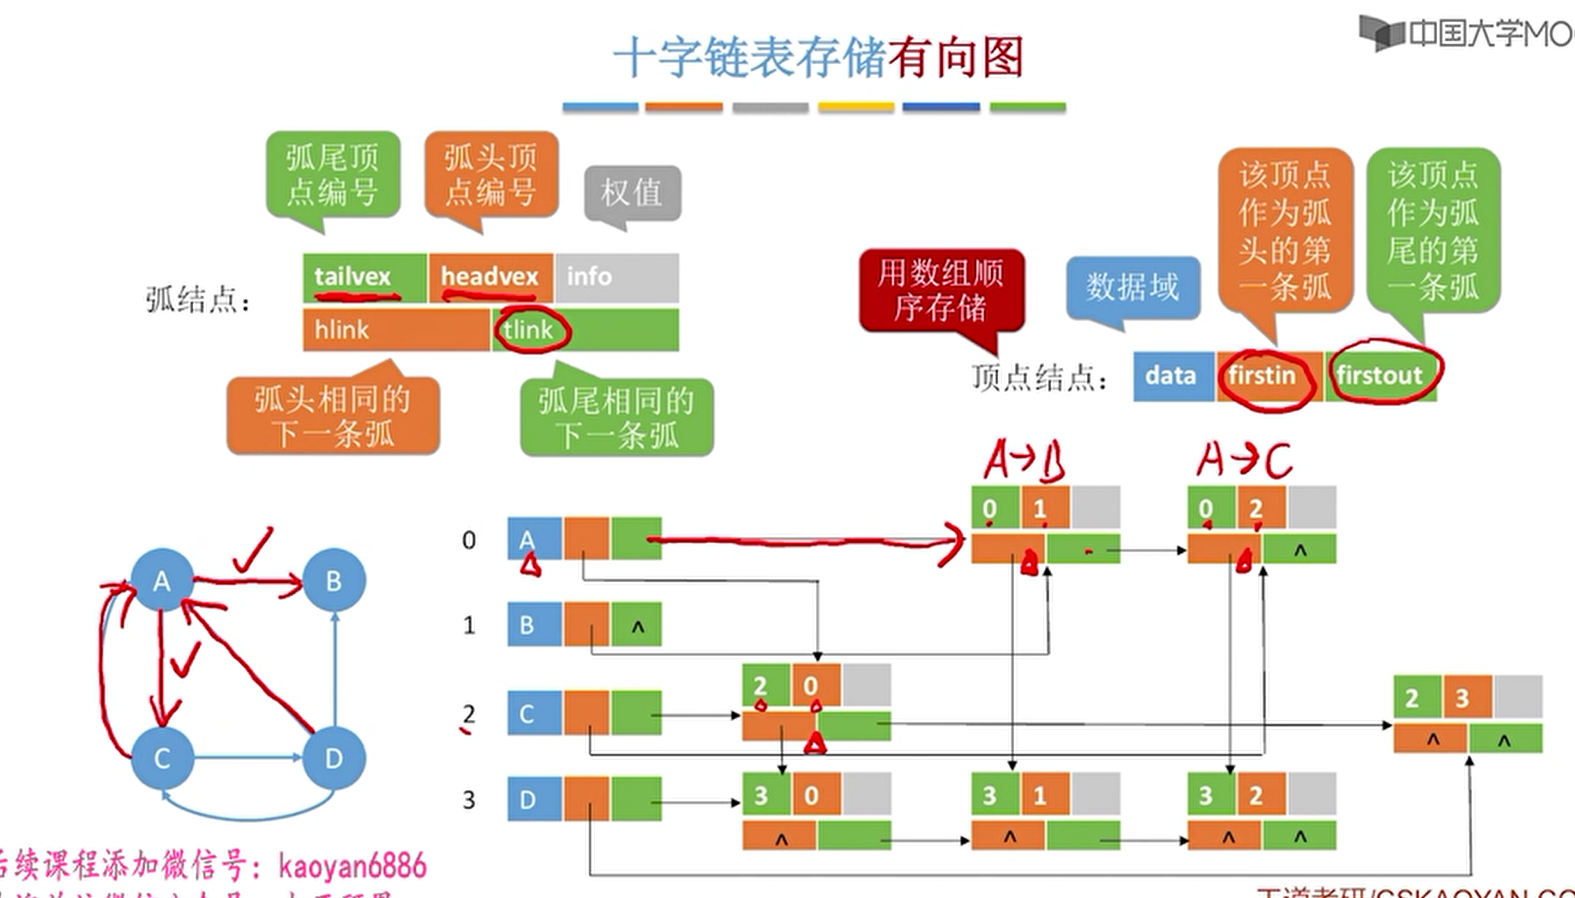 中国大学MO
十字链表存储有向图
弧尾顶
点编号
弧头顶
点编号
权值
该顶点
作为弧
头的第
一条弧
该顶点
作为弧
尾的第
一条弧
用数组顺
序存储
数据域
弧结点：
tailvex headvex info
hlink tlink
顶点结点：
data firstin firstout
弧头相同的
下一条弧
弧尾相同的
下一条弧
A→B
A→C
0 1
0 2
^
0 A
1 B ^
2 C
3 D
2 0
2 3
^ ^
3 0
^
3 1
^
3 2
^ ^
A B
C D
后续课程添加微信号：kaoyan6886
王道考研/CSKAOYAN.CO